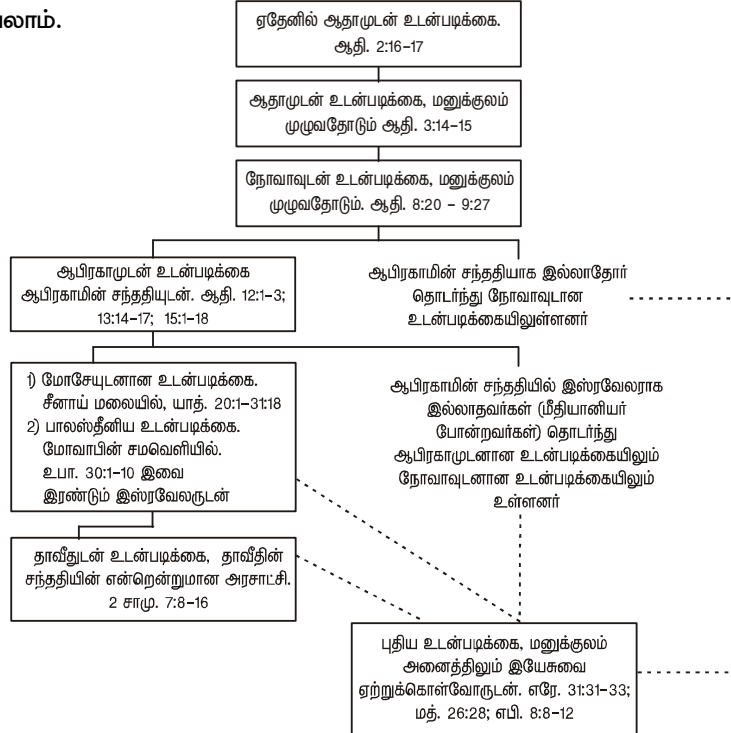 ஏதேனில் ஆதாமுடன் உடன்படிக்கை.
ஆதி. 2:16-17
ஆதாமுடன் உடன்படிக்கை, மனுக்குலம்
முழுவதோடும் ஆதி. 3:14-15
நோவாவுடன் உடன்படிக்கை, மனுக்குலம்
முழுவதோடும். ஆதி. 8:20 - 9:27
ஆபிரகாமுடன் உடன்படிக்கை
ஆபிரகாமின் சந்ததியுடன். ஆதி. 12:1-3;
13:14-17; 15:1-18
ஆபிரகாமின் சந்ததியாக இல்லாதோர்
தொடர்ந்து நோவாவுடான
உடன்படிக்கையிலுள்ளனர்
1) மோசேயுடனான உடன்படிக்கை.
சீனாய் மலையில், யாத். 20:1-31:18
2) பாலஸ்தீனிய உடன்படிக்கை.
மோவாபின் சமவெளியில்.
உபா. 30:1-10 இவை
இரண்டும் இஸ்ரவேலருடன்
ஆபிரகாமின் சந்ததியில் இஸ்ரவேலராக
இல்லாதவர்கள் (மீதியானியர்
போன்றவர்கள்) தொடர்ந்து
ஆபிரகாமுடனான உடன்படிக்கையிலும்
நோவாவுடனான உடன்படிக்கையிலும்
உள்ளனர்
தாவீதுடன் உடன்படிக்கை, தாவீதின்
சந்ததியின் என்றென்றுமான அரசாட்சி.
2 சாமு. 7:8-16
புதிய உடன்படிக்கை, மனுக்குலம்
அனைத்திலும் இயேசுவை
ஏற்றுக்கொள்வோருடன். எரே. 31:31-33;
மத். 26:28; எபி. 8:8-12